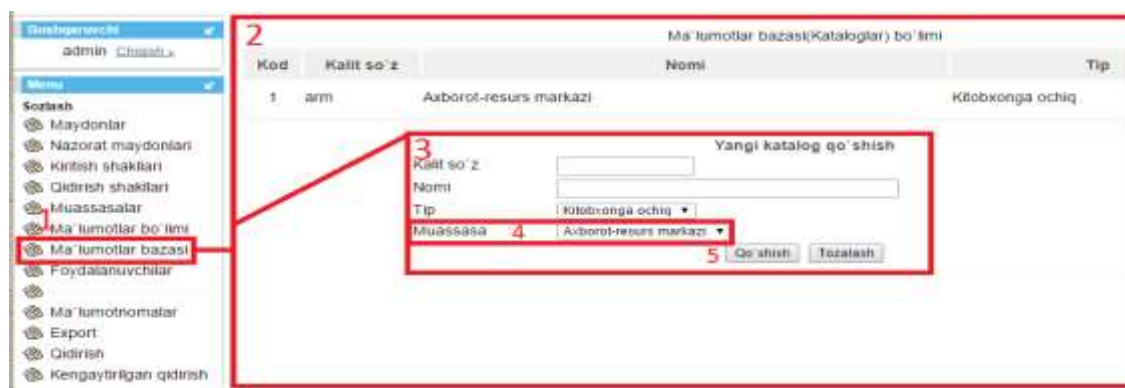 Boshqaruvchi
admin Chiqish »
Menu
Sozlash
Maydonlar
Nazorat maydonlari
Kiritish shakllari
Qidirish shakllari
Muassasalar
1
Ma`lumotlar bo`limi
Ma`lumotlar bazasi
Foydalanuvchilar
Ma`lumotnomalar
Export
Qidirish
Kengaytirilgan qidirish
2
Ma`lumotlar bazasi(Kataloglar) bo`limi
Kod Kalit so`z Nomi Tip
1 arm Axborot-resurs markazi Kitobxonga ochiq
3
Yangi katalog qo`shish
Kalit so`z
Nomi
Tip Kitobxonga ochiq
Muassasa 4 Axborot-resurs markazi
5 Qo`shish Tozalash